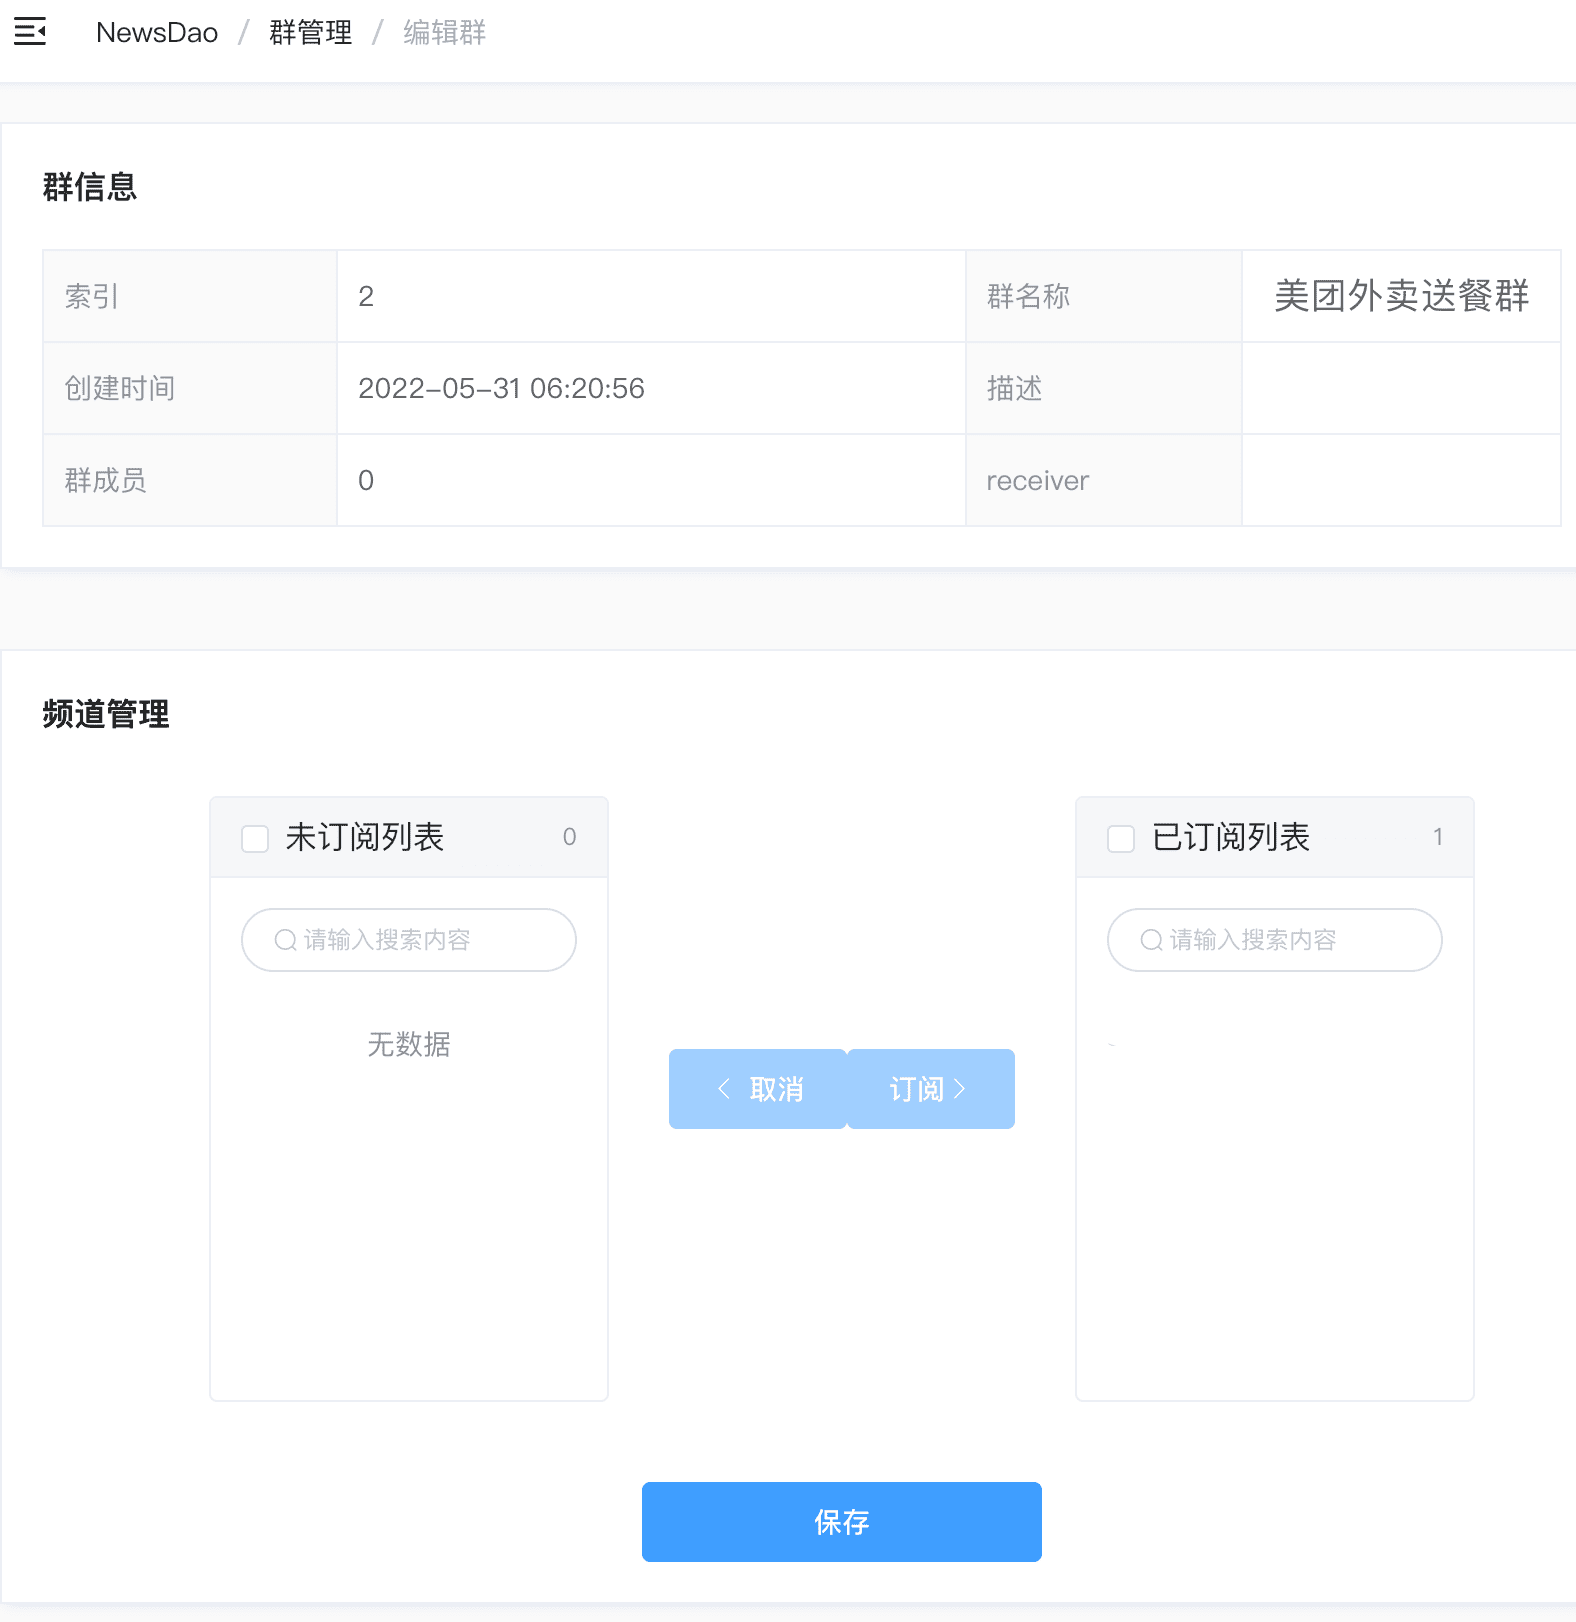 NewsDao / 群管理 / 编辑群
群信息
索引 2 群名称 美团外卖送餐群
创建时间 2022-05-31 06:20:56 描述
群成员 0 receiver
频道管理
未订阅列表 0
请输入搜索内容
无数据
取消
订阅
已订阅列表 1
请输入搜索内容
保存